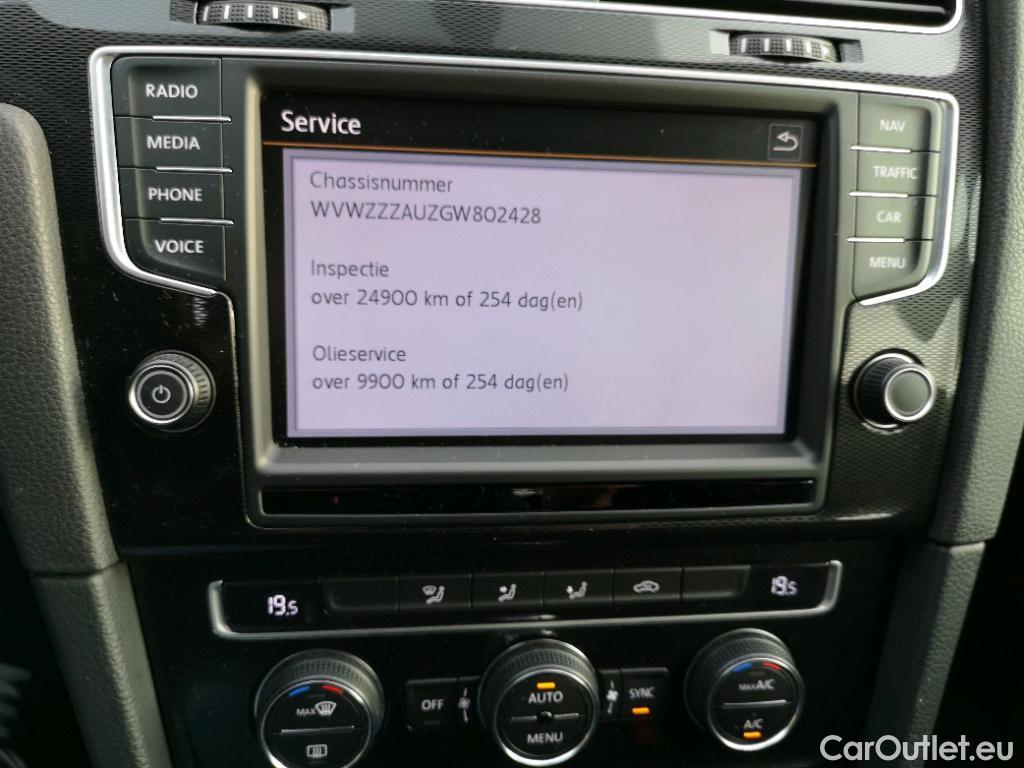 RADIO
MEDIA
PHONE
VOICE
Service
Chassisnummer
WVWZZZAUZGW802428
Inspectie
over 24900 km of 254 dag(en)
Olieservice
over 9900 km of 254 dag(en)
NAV
TRAFFIC
CAR
MENU
19.5
19.5
MAX
OFF
AUTO
MENU
SYNC
MAX A/C
A/C
CarOutlet.eu